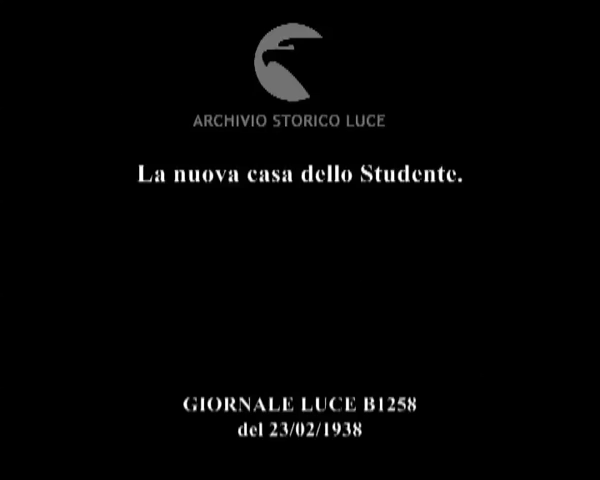 ARCHIVIO STORICO LUCE
La nuova casa dello Studente.
GIORNALE LUCE B1258
del 23/02/1938